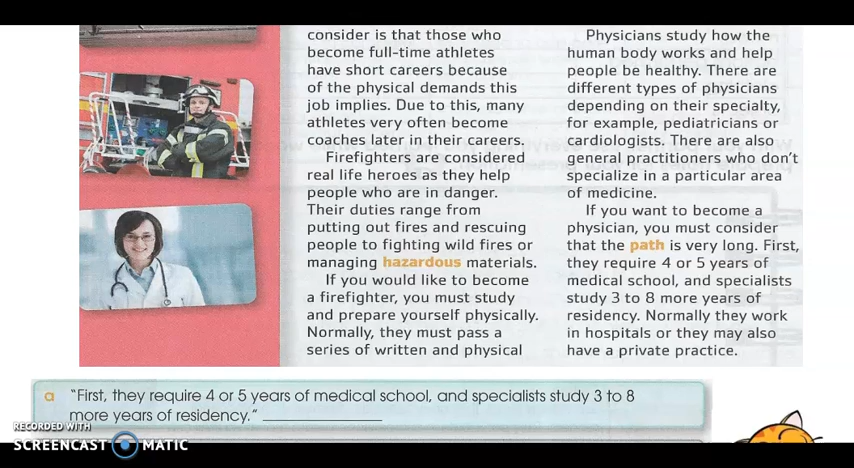 consider is that those who
become full-time athletes
have short careers because
of the physical demands this
job implies. Due to this, many
athletes very often become
coaches later in their careers.
Firefighters are considered
real life heroes as they help
people who are in danger.
Their duties range from
putting out fires and rescuing
people to fighting wild fires or
managing hazardous materials.
If you would like to become
a firefighter, you must study
and prepare yourself physically.
Normally, they must pass a
series of written and physical
Physicians study how the
human body works and help
people be healthy. There are
different types of physicians
depending on their specialty,
for example, pediatricians or
cardiologists. There are also
general practitioners who don't
specialize in a particular area
of medicine.
If you want to become a
physician, you must consider
that the path is very long. First,
they require 4 or 5 years of
medical school, and specialists
study 3 to 8 more years of
residency. Normally they work
in hospitals or they may also
have a private practice.
a "First, they require 4 or 5 years of medical school, and specialists study 3 to 8
more years of residency."
RECORDED WITH
SCREENCAST MATIC